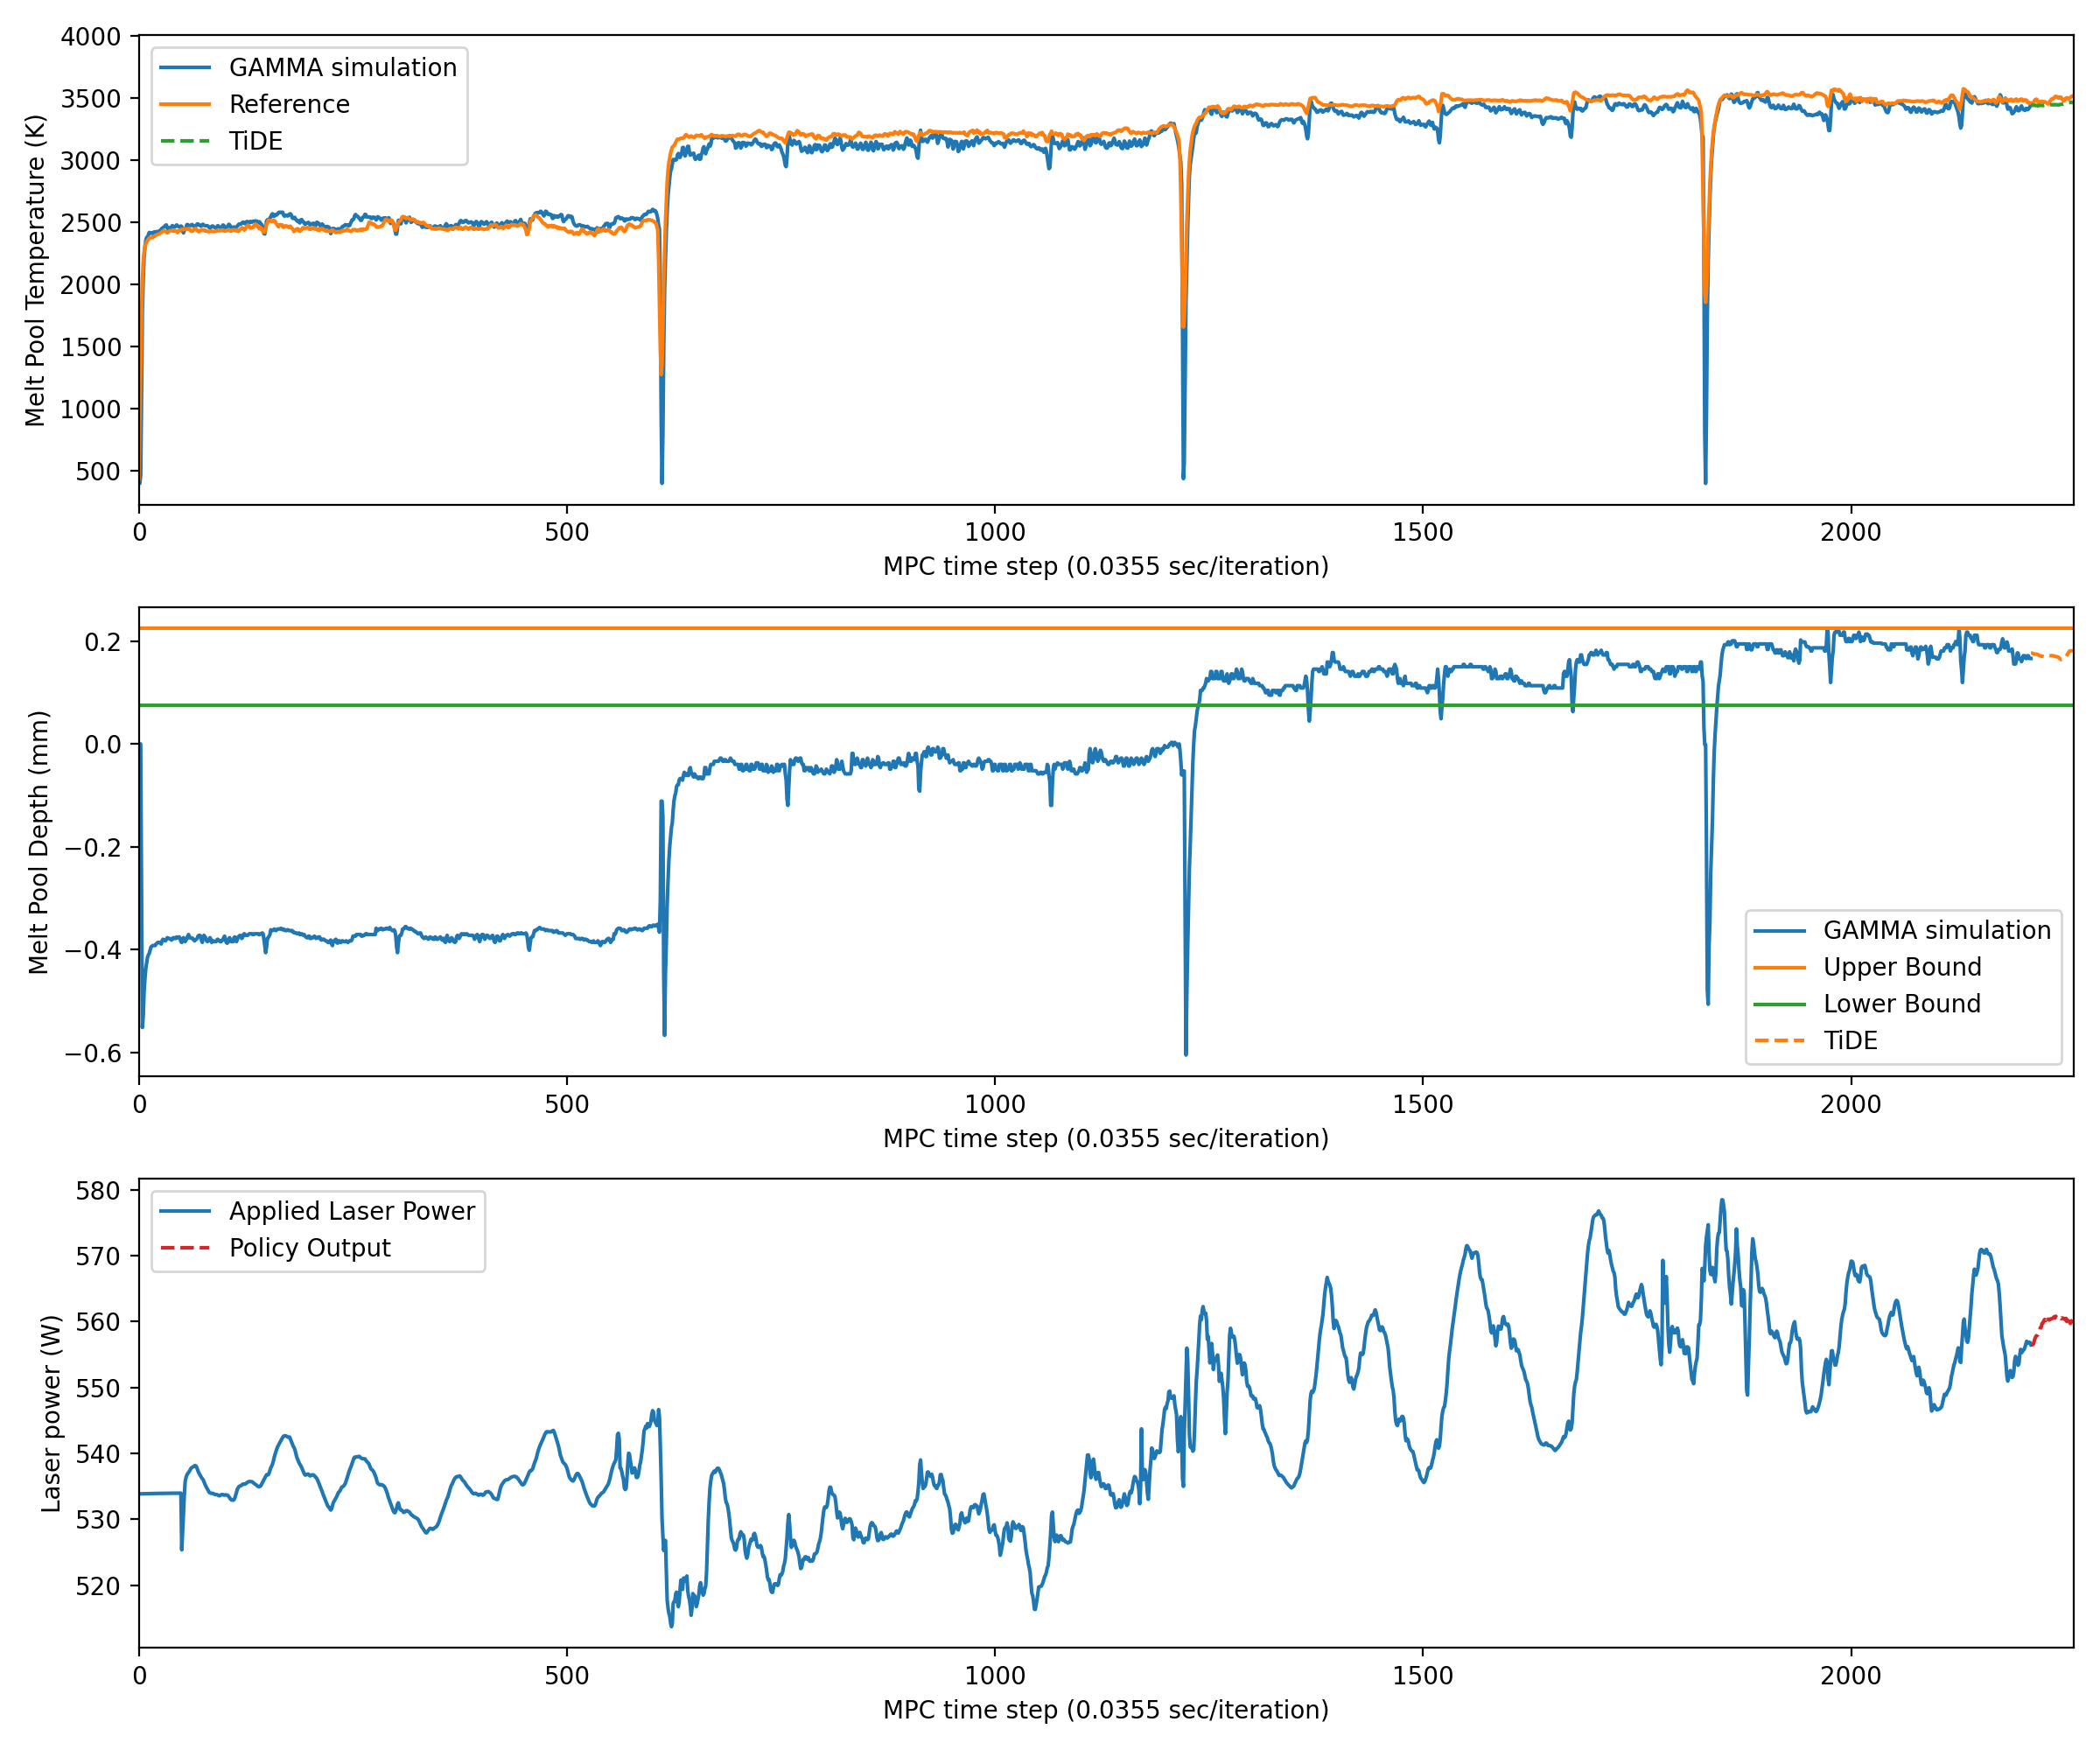 4000
3500
3000
2500
2000
1500
1000
500
Melt Pool Temperature (K)
GAMMA simulation
Reference
TiDE
0
500
1000
1500
2000
MPC time step (0.0355 sec/iteration)
0.2
0.0
−0.2
−0.4
−0.6
Melt Pool Depth (mm)
GAMMA simulation
Upper Bound
Lower Bound
TiDE
0
500
1000
1500
2000
MPC time step (0.0355 sec/iteration)
580
570
560
550
540
530
520
Laser power (W)
Applied Laser Power
Policy Output
0
500
1000
1500
2000
MPC time step (0.0355 sec/iteration)